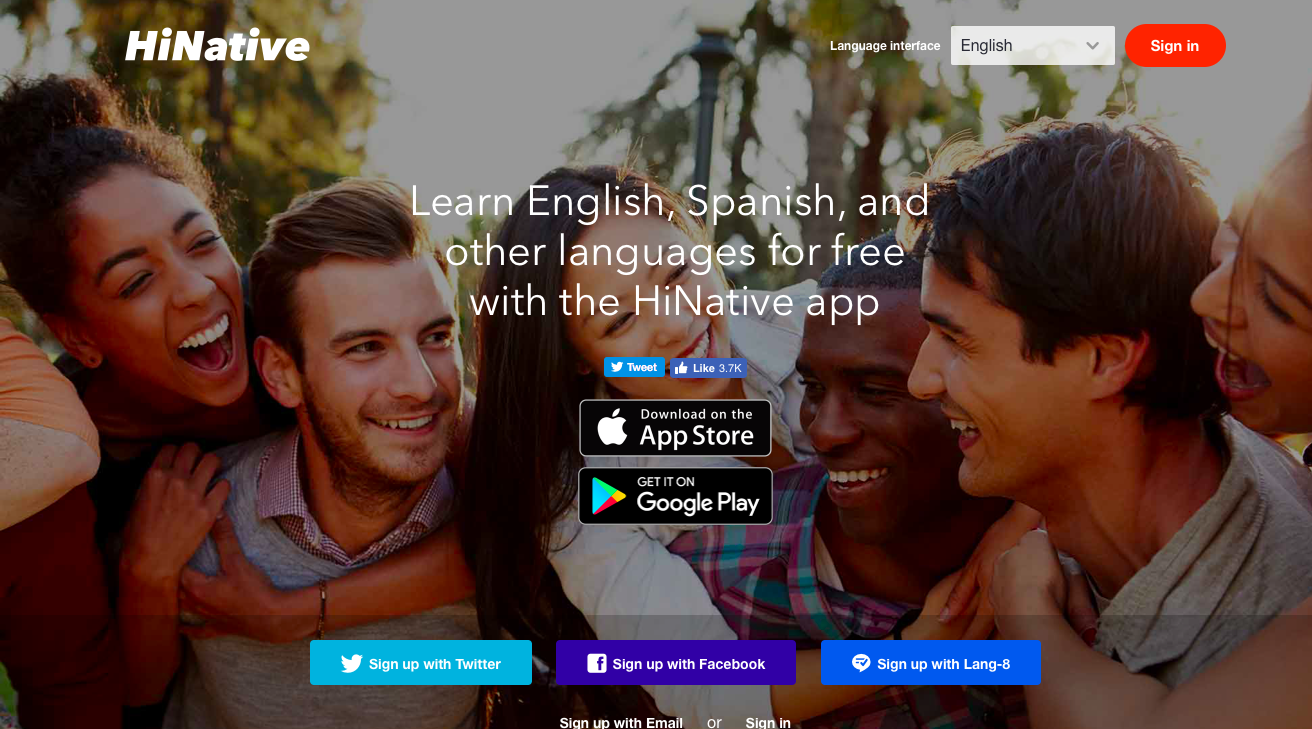 HiNative
Language interface
English
Sign in
Learn English, Spanish, and
other languages for free
with the HiNative app
Tweet
Like 3.7K
Download on the
App Store
GET IT ON
Google Play
Sign up with Twitter
Sign up with Facebook
Sign up with Lang-8
Sign up with Email or Sign in